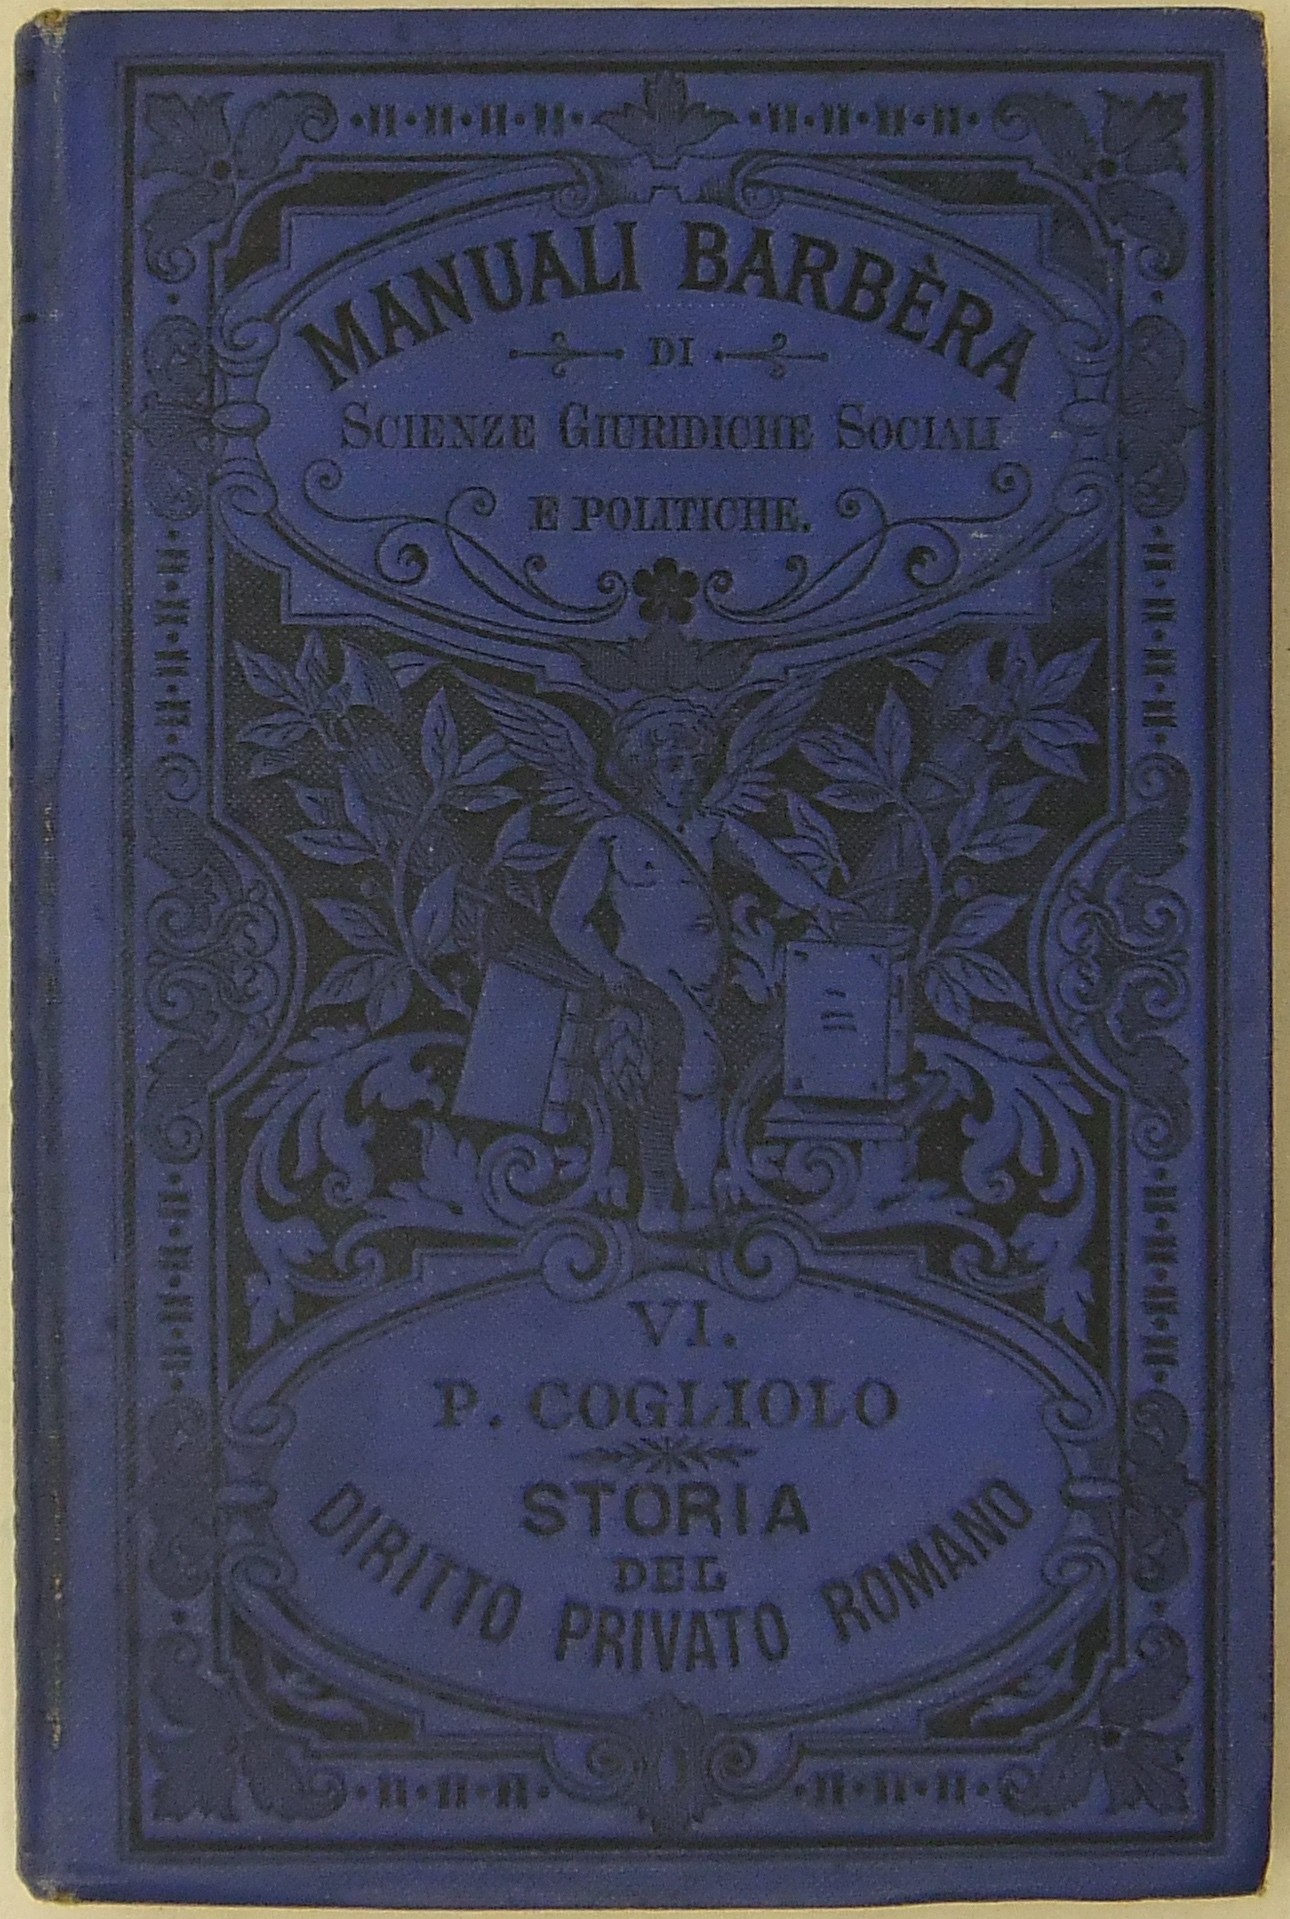 MANUALI BARBÈRA
DI
SCIENZE GIURIDICHE SOCIALI
E POLITICHE.
VI.
P. COGLIOLO
STORIA
DEL
DIRITTO PRIVATO ROMANO